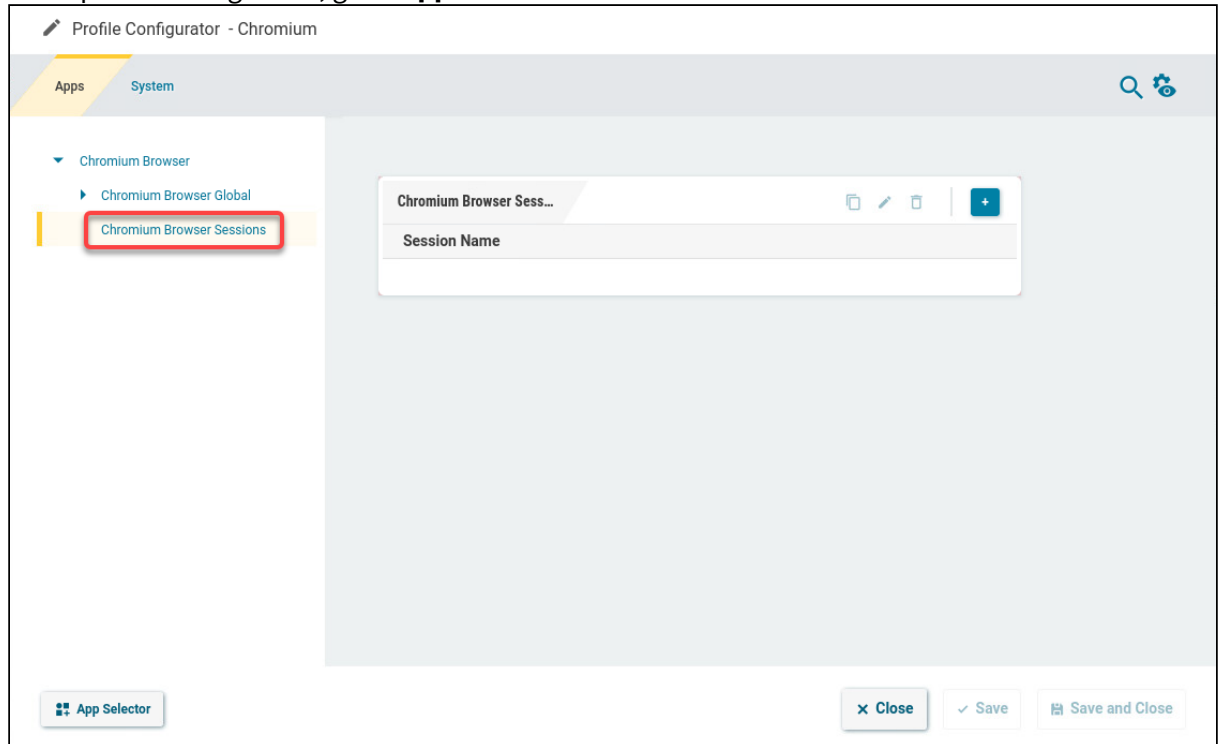 Profile Configurator - Chromium
Apps System
Chromium Browser
Chromium Browser Global
Chromium Browser Sessions
Chromium Browser Sess...
Session Name
App Selector
Close
Save
Save and Close